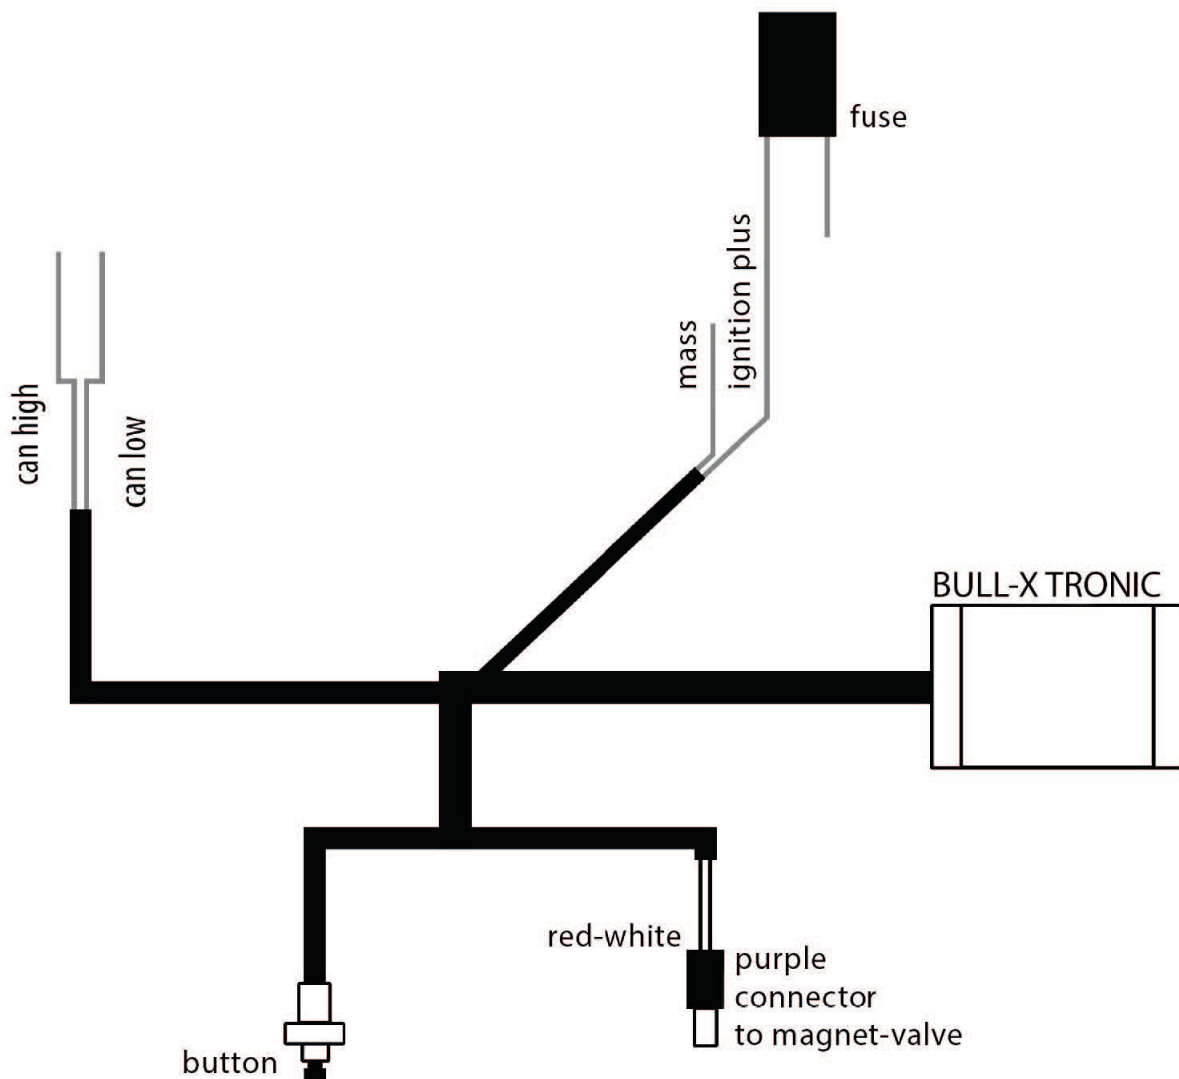 fuse
ignition plus
mass
can high
can low
BULL-X TRONIC
red-white
purple
connector
to magnet-valve
button